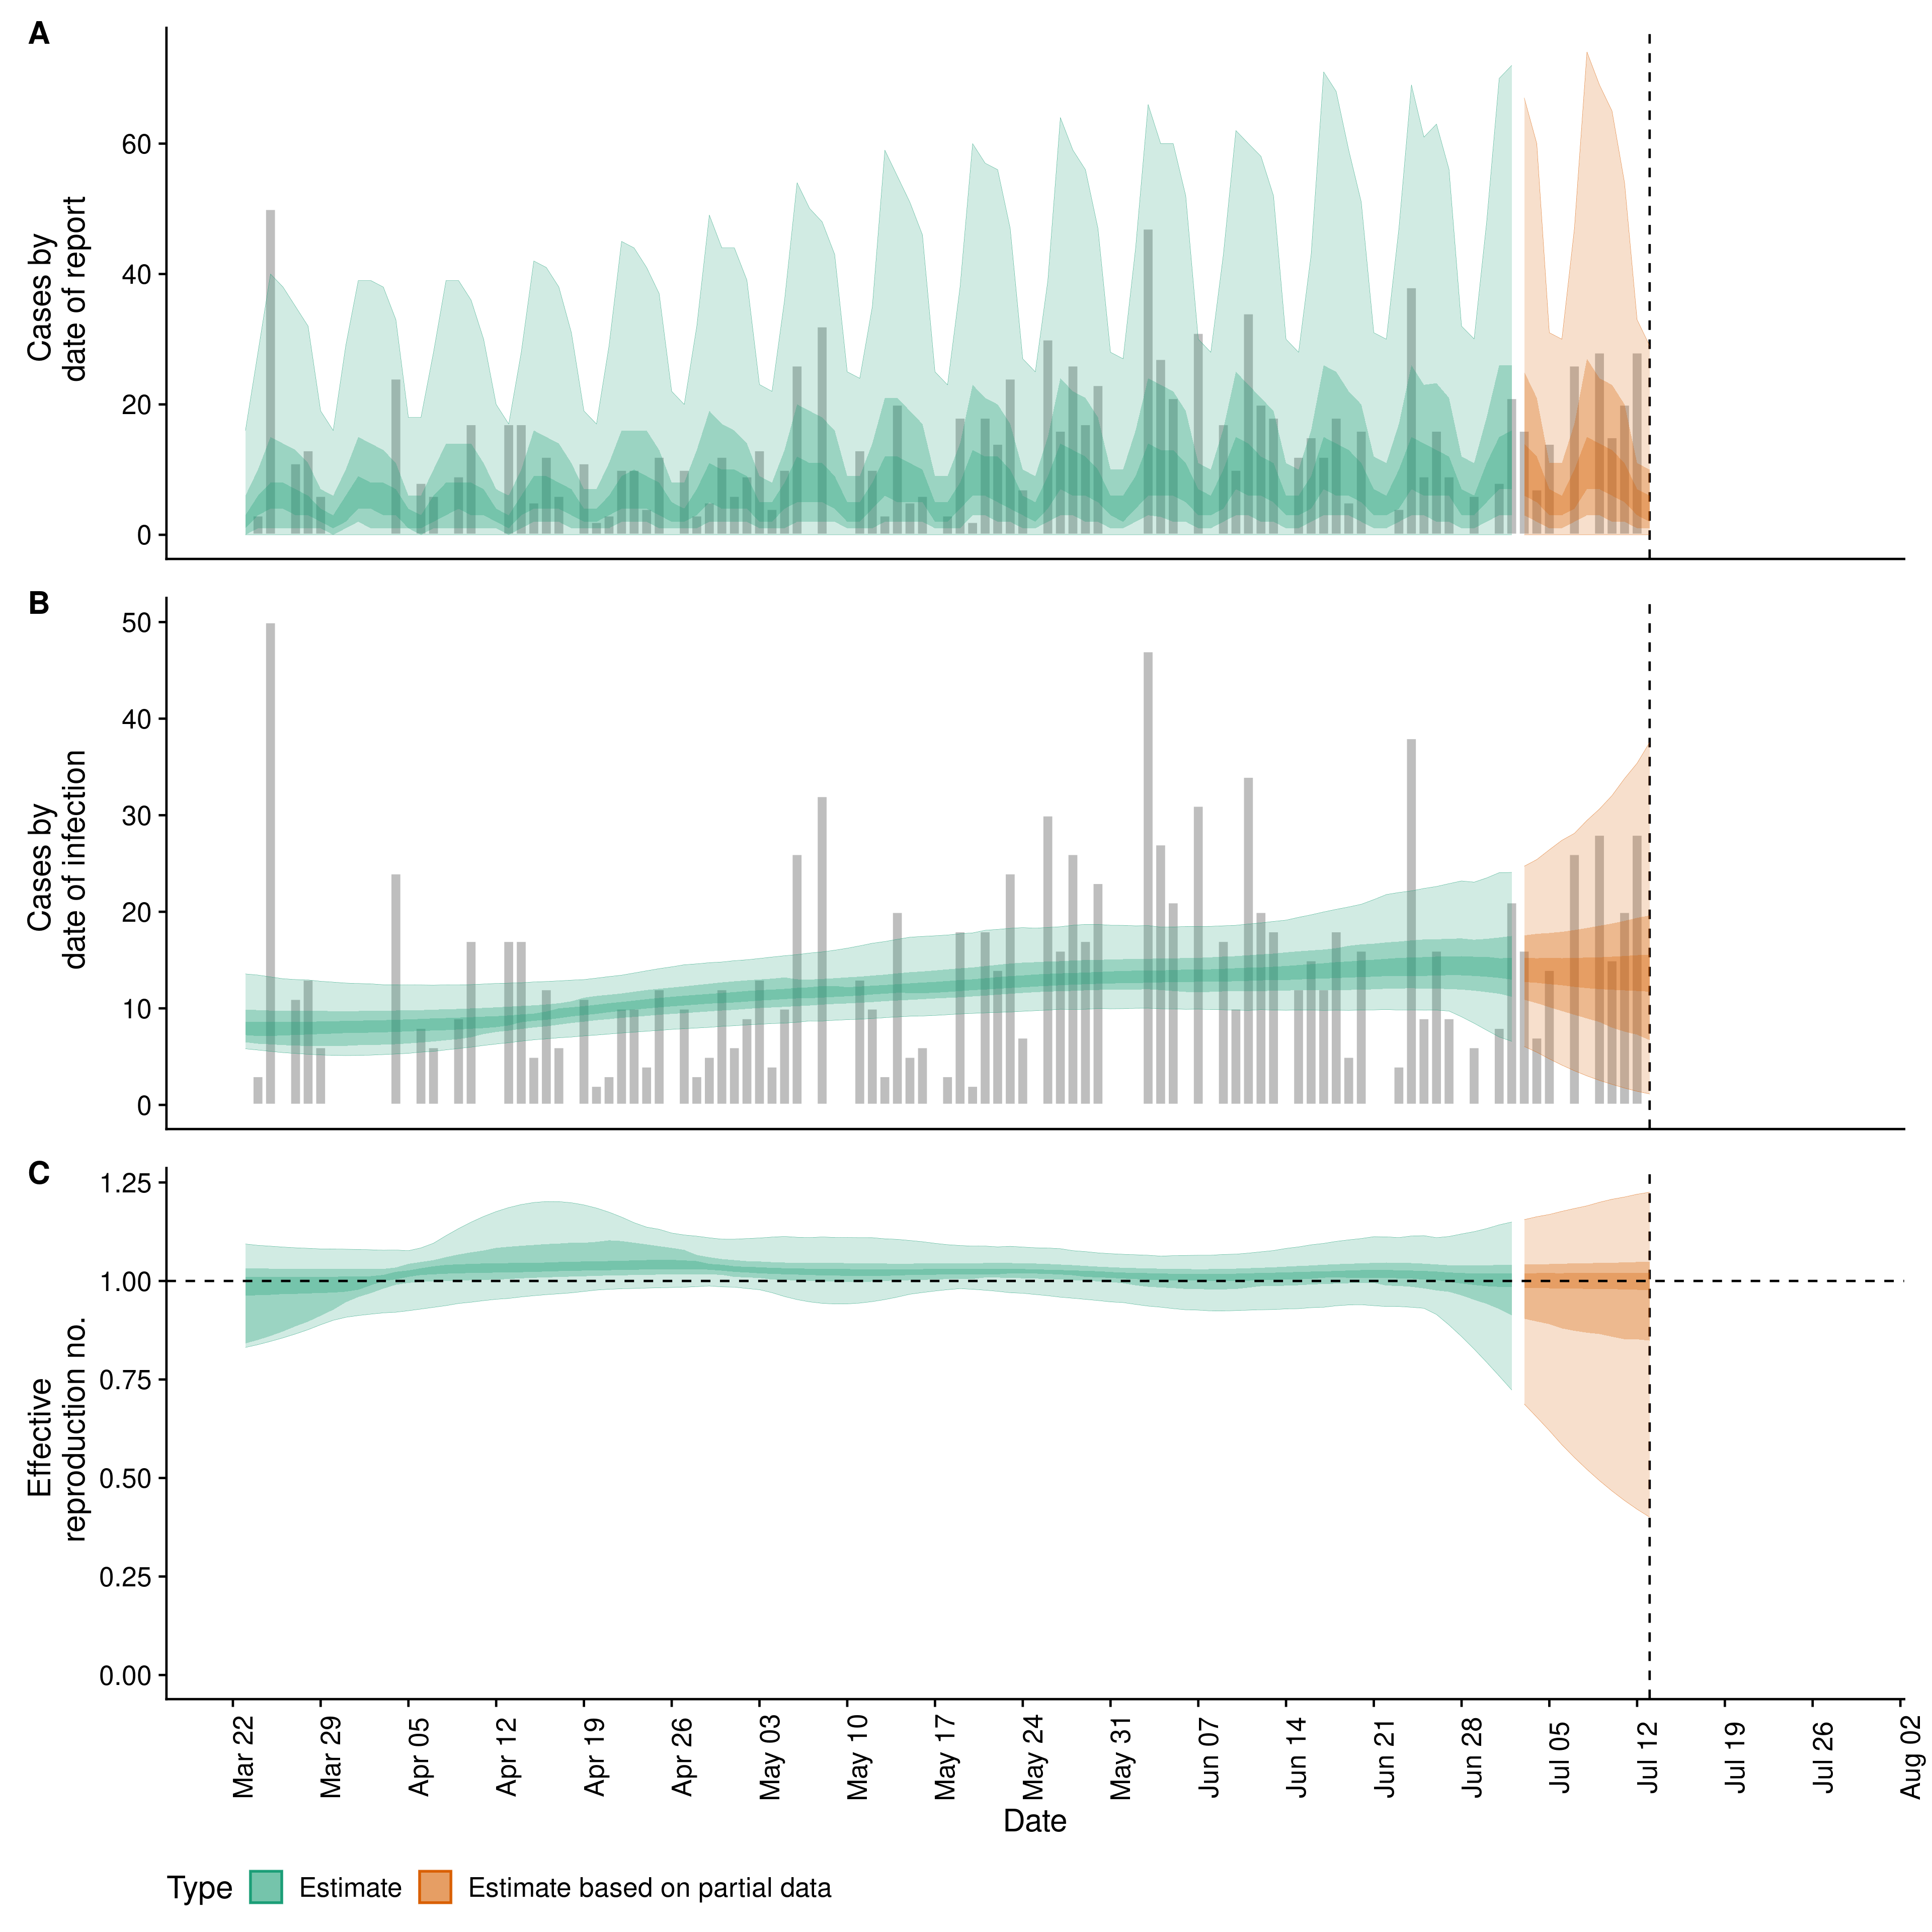 A
Cases by
date of report
60
40
20
0
B
Cases by
date of infection
50
40
30
20
10
0
C
Effective
reproduction no.
1.25
1.00
0.75
0.50
0.25
0.00
Mar 22
Mar 29
Apr 05
Apr 12
Apr 19
Apr 26
May 03
May 10
May 17
May 24
May 31
Jun 07
Jun 14
Jun 21
Jun 28
Jul 05
Jul 12
Jul 19
Jul 26
Aug 02
Date
Type Estimate Estimate based on partial data